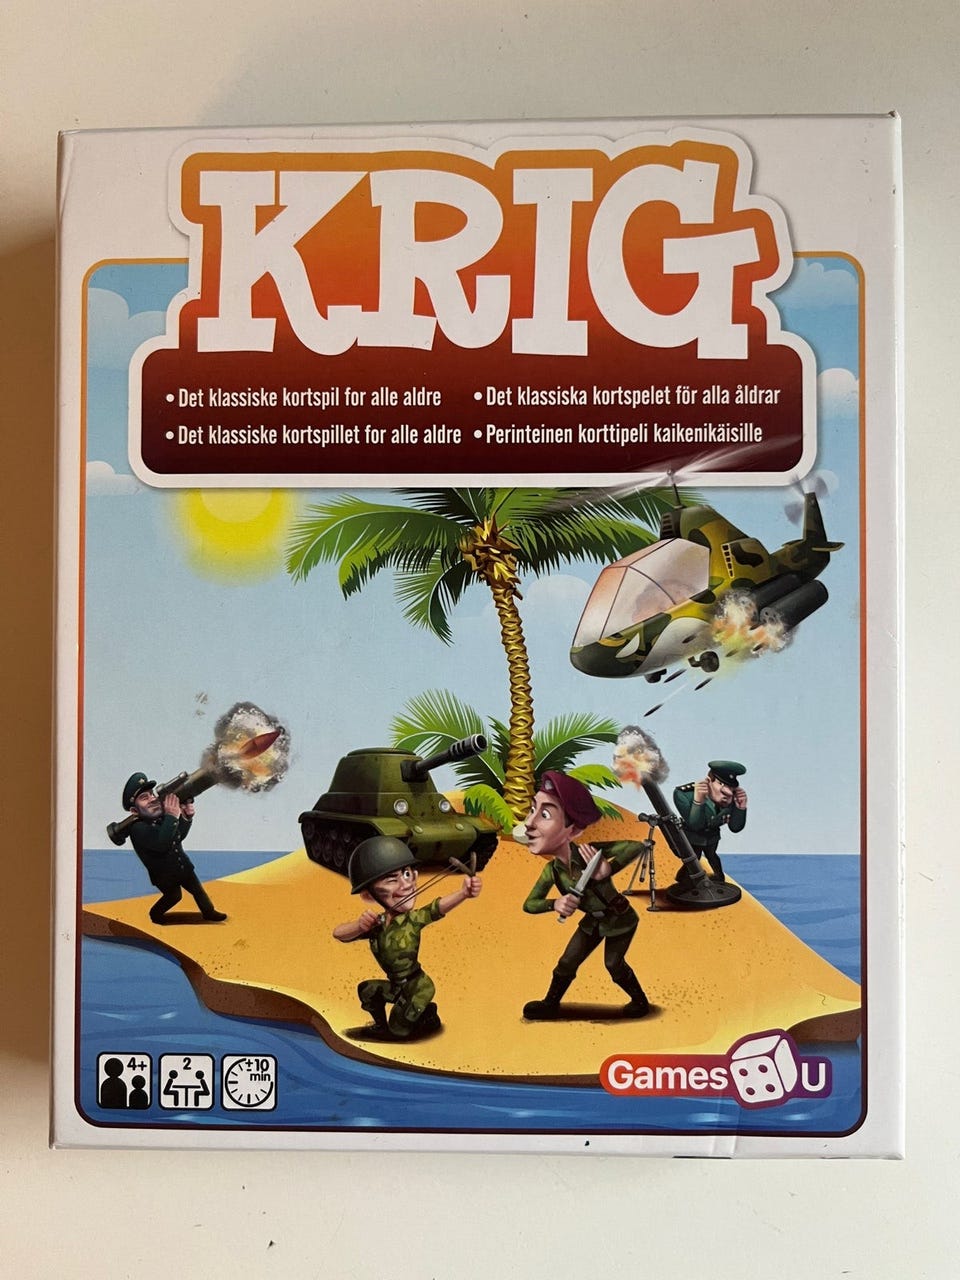 KRIG
• Det klassiske kortspil for alle aldre
• Det klassiska kortspelet för alla åldrar
• Det klassiske kortspillet for alle aldre
• Perinteinen korttipeli kaikenikäisille
4+
2
±10
min
Games U